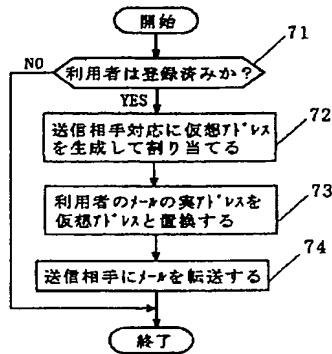 開始
71
利用者は登録済みか?
NO
YES
72
送信相手対応に仮想ｱﾄﾞﾚｽ
を生成して割り当てる
73
利用者のﾒｰﾙの実ｱﾄﾞﾚｽを
仮想ｱﾄﾞﾚｽと置換する
74
送信相手にﾒｰﾙを転送する
終了